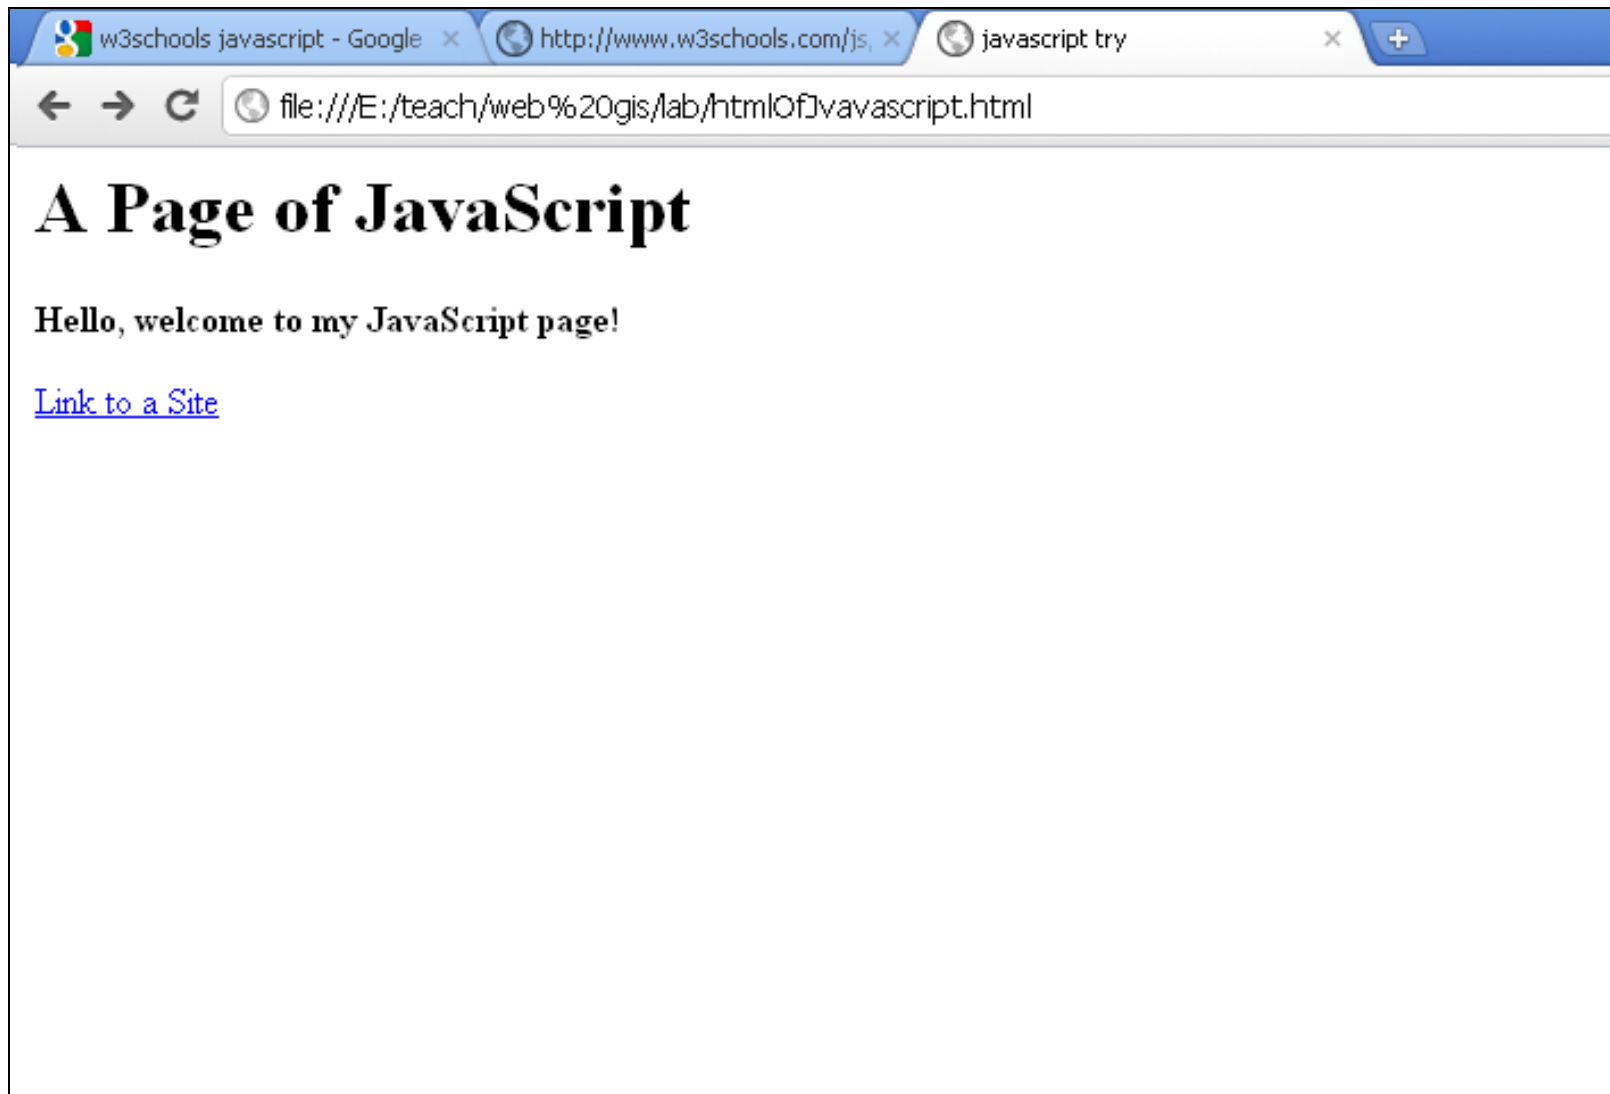 w3schools javascript - Google
http://www.w3schools.com/js,
javascript try
file:///E:/teach/web%20gis/lab/htmlOfJvavascript.html
A Page of JavaScript
Hello, welcome to my JavaScript page!
Link to a Site